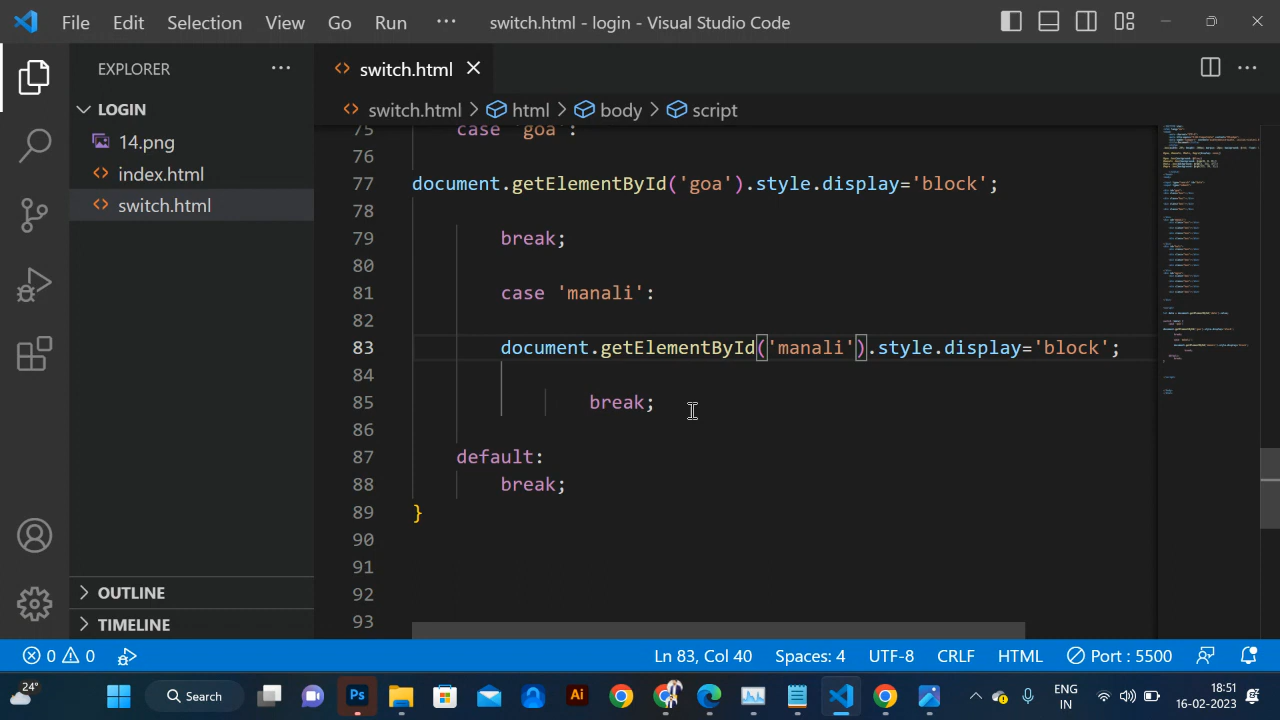 File Edit Selection View Go Run ··· switch.html - login - Visual Studio Code
EXPLORER ···
switch.html
LOGIN
switch.html > html > body > script
14.png
index.html
switch.html
75 case 'goa':
76
77 document.getElementById('goa').style.display='block';
78
79 break;
80
81 case 'manali':
82
83 document.getElementById('manali').style.display='block';
84
85 break;
86
87 default:
88 break;
89 }
90
91
92
93
OUTLINE
TIMELINE
0 0 Ln 83, Col 40 Spaces: 4 UTF-8 CRLF HTML Port : 5500
24° Search Ps Ai ENG IN 18:51 16-02-2023